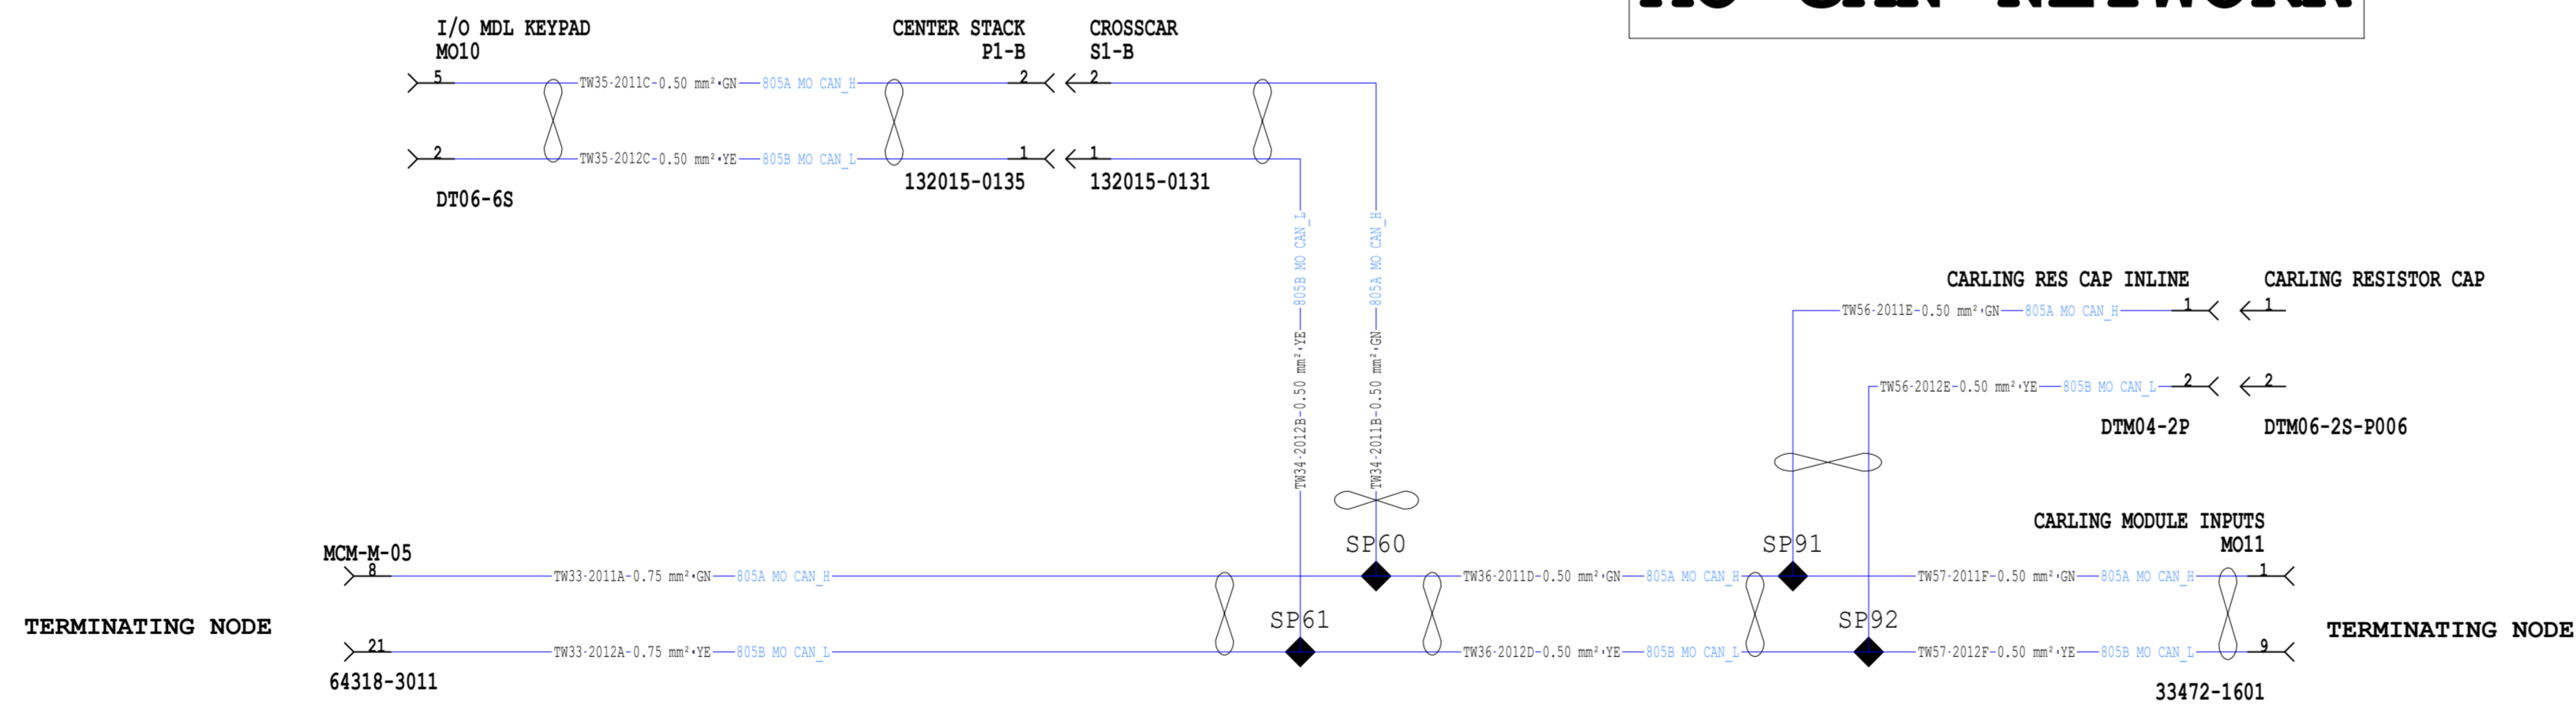 MO CAN NETWORK
I/O MDL KEYPAD
MO10
CENTER STACK
P1-B
CROSSCAR
S1-B
5
TW35-2011C-0.50 mm²·GN
805A MO CAN_H
2
2
2
TW35-2012C-0.50 mm²·YE
805B MO CAN_L
1
1
DT06-6S
132015-0135
132015-0131
TW34-2012B-0.50 mm²·YE
805B MO CAN_L
TW34-2011B-0.50 mm²·GN
805A MO CAN_H
CARLING RES CAP INLINE
CARLING RESISTOR CAP
TW56-2011E-0.50 mm²·GN
805A MO CAN_H
1
1
TW56-2012E-0.50 mm²·YE
805B MO CAN_L
2
2
DTM04-2P
DTM06-2S-P006
CARLING MODULE INPUTS
MO11
MCM-M-05
SP60
SP91
8
TW33-2011A-0.75 mm²·GN
805A MO CAN_H
TW36-2011D-0.50 mm²·GN
805A MO CAN_H
TW57-2011F-0.50 mm²·GN
805A MO CAN_H
1
TERMINATING NODE
SP61
SP92
TERMINATING NODE
21
TW33-2012A-0.75 mm²·YE
805B MO CAN_L
TW36-2012D-0.50 mm²·YE
805B MO CAN_L
TW57-2012F-0.50 mm²·YE
805B MO CAN_L
9
64318-3011
33472-1601